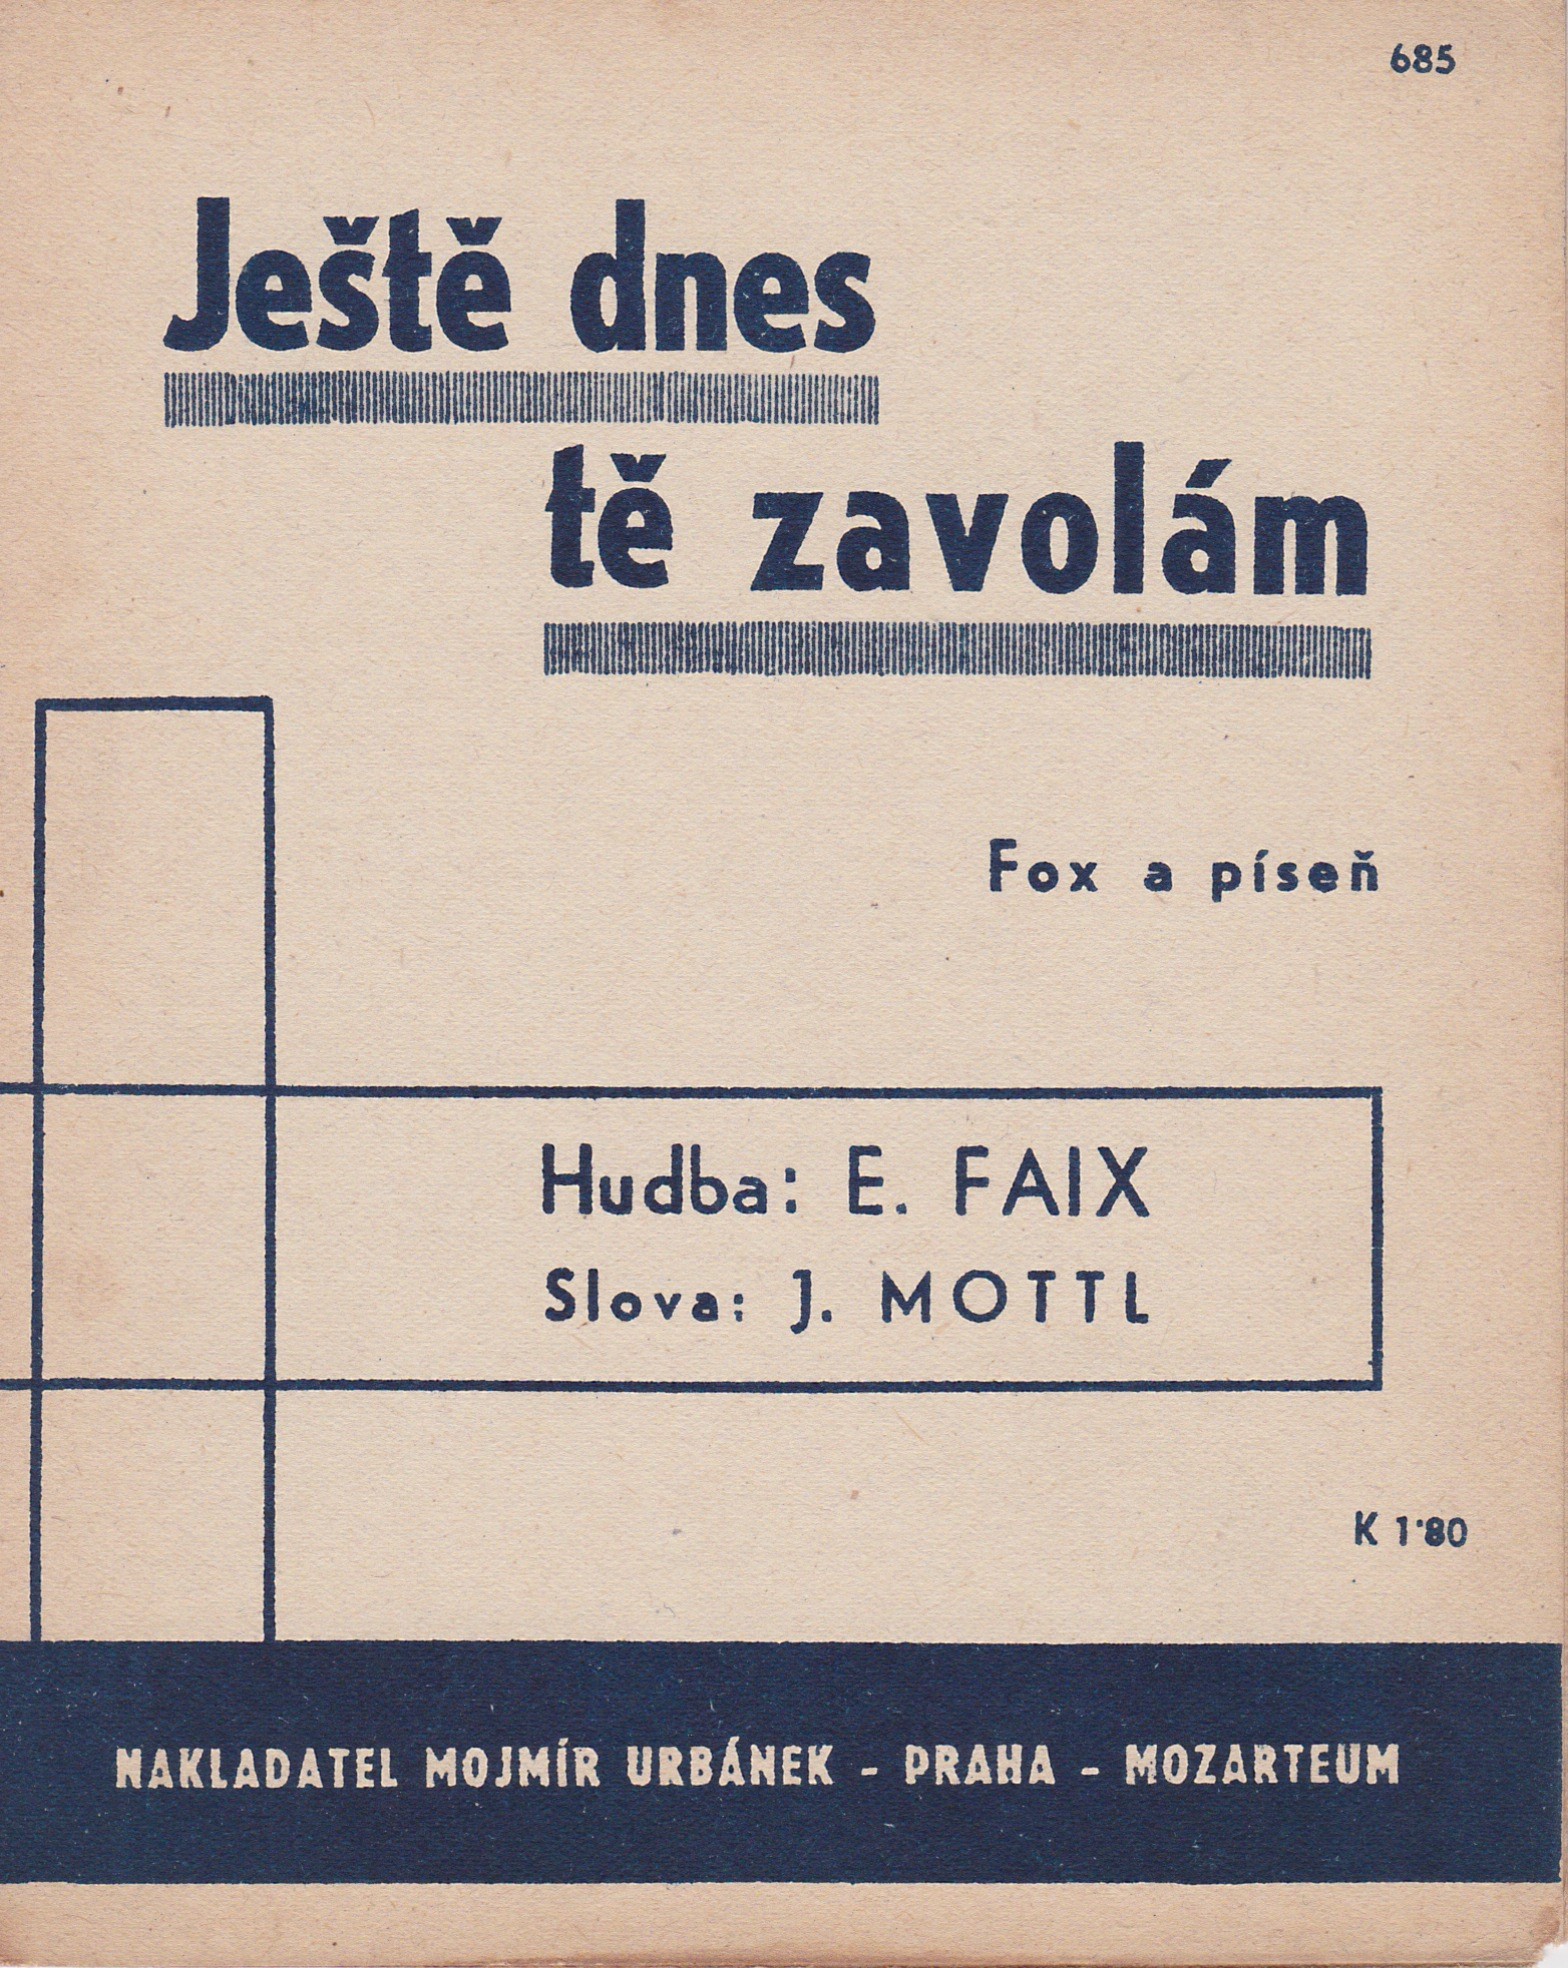 685
Ještě dnes
tě zavolám
Fox a píseň
Hudba: E. FAIX
Slova: J. MOTTL
K 1·80
NAKLADATEL MOJMÍR URBÁNEK - PRAHA - MOZARTEUM